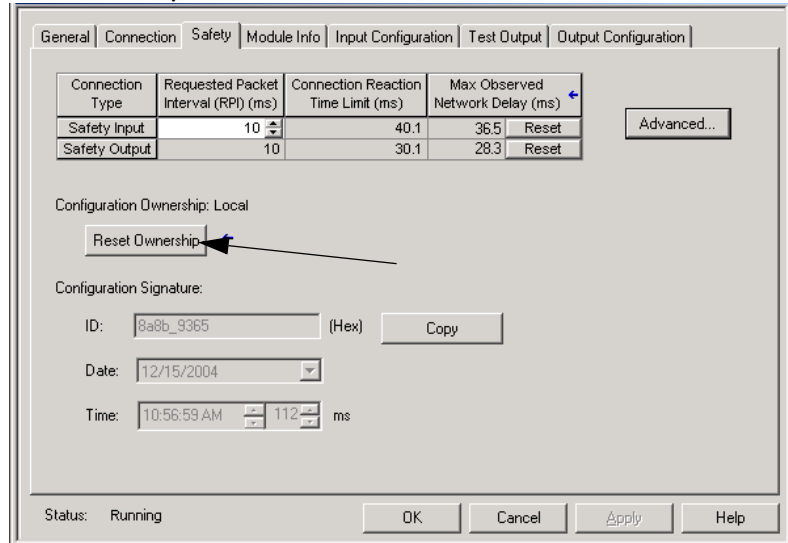 General Connection Safety Module Info Input Configuration Test Output Output Configuration
Connection Type Requested Packet Interval (RPI) (ms) Connection Reaction Time Limit (ms) Max Observed Network Delay (ms)
Safety Input 10 40.1 36.5 Reset
Safety Output 10 30.1 28.3 Reset
Advanced...
Configuration Ownership: Local
Reset Ownership
Configuration Signature:
ID: 8a8b_9365 (Hex) Copy
Date: 12/15/2004
Time: 10:56:59 AM 112 ms
Status: Running OK Cancel Apply Help